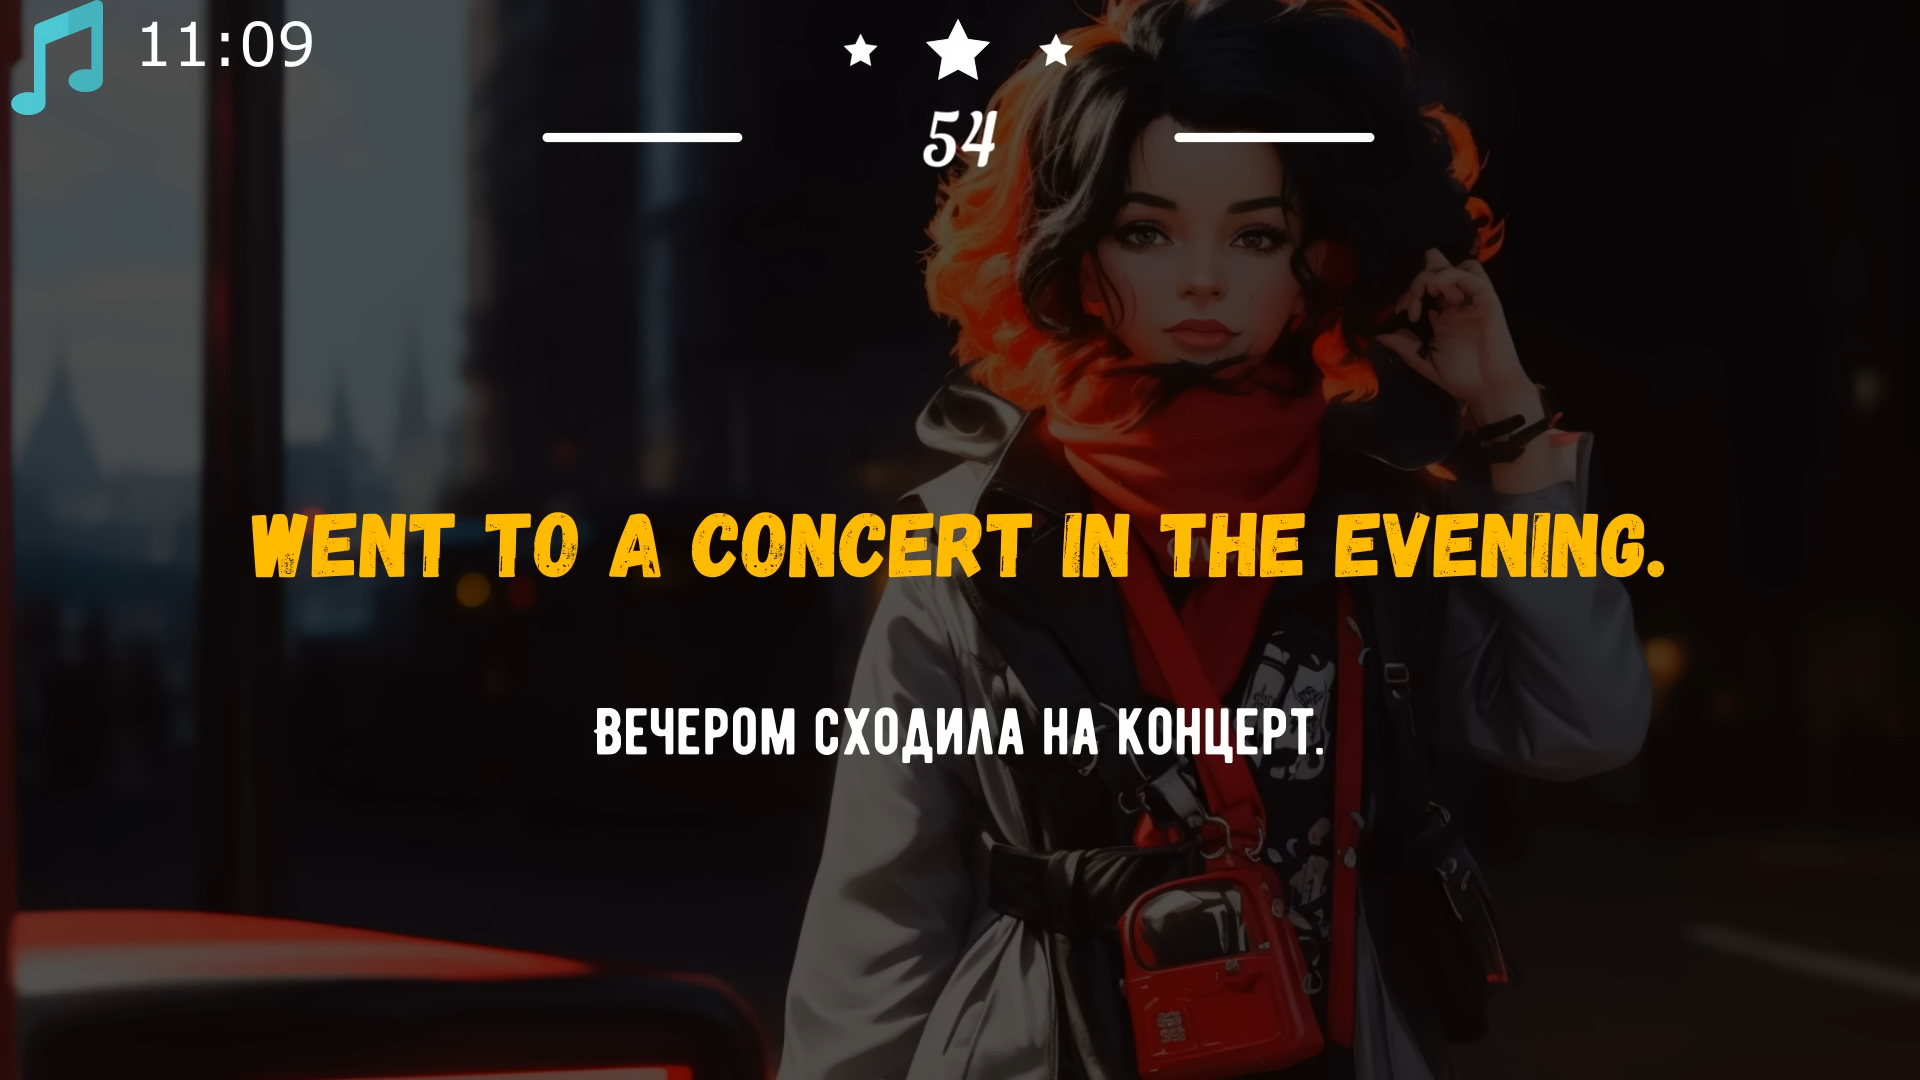 11:09
54
WENT TO A CONCERT IN THE EVENING.
ВЕЧЕРОМ СХОДИЛА НА КОНЦЕРТ.